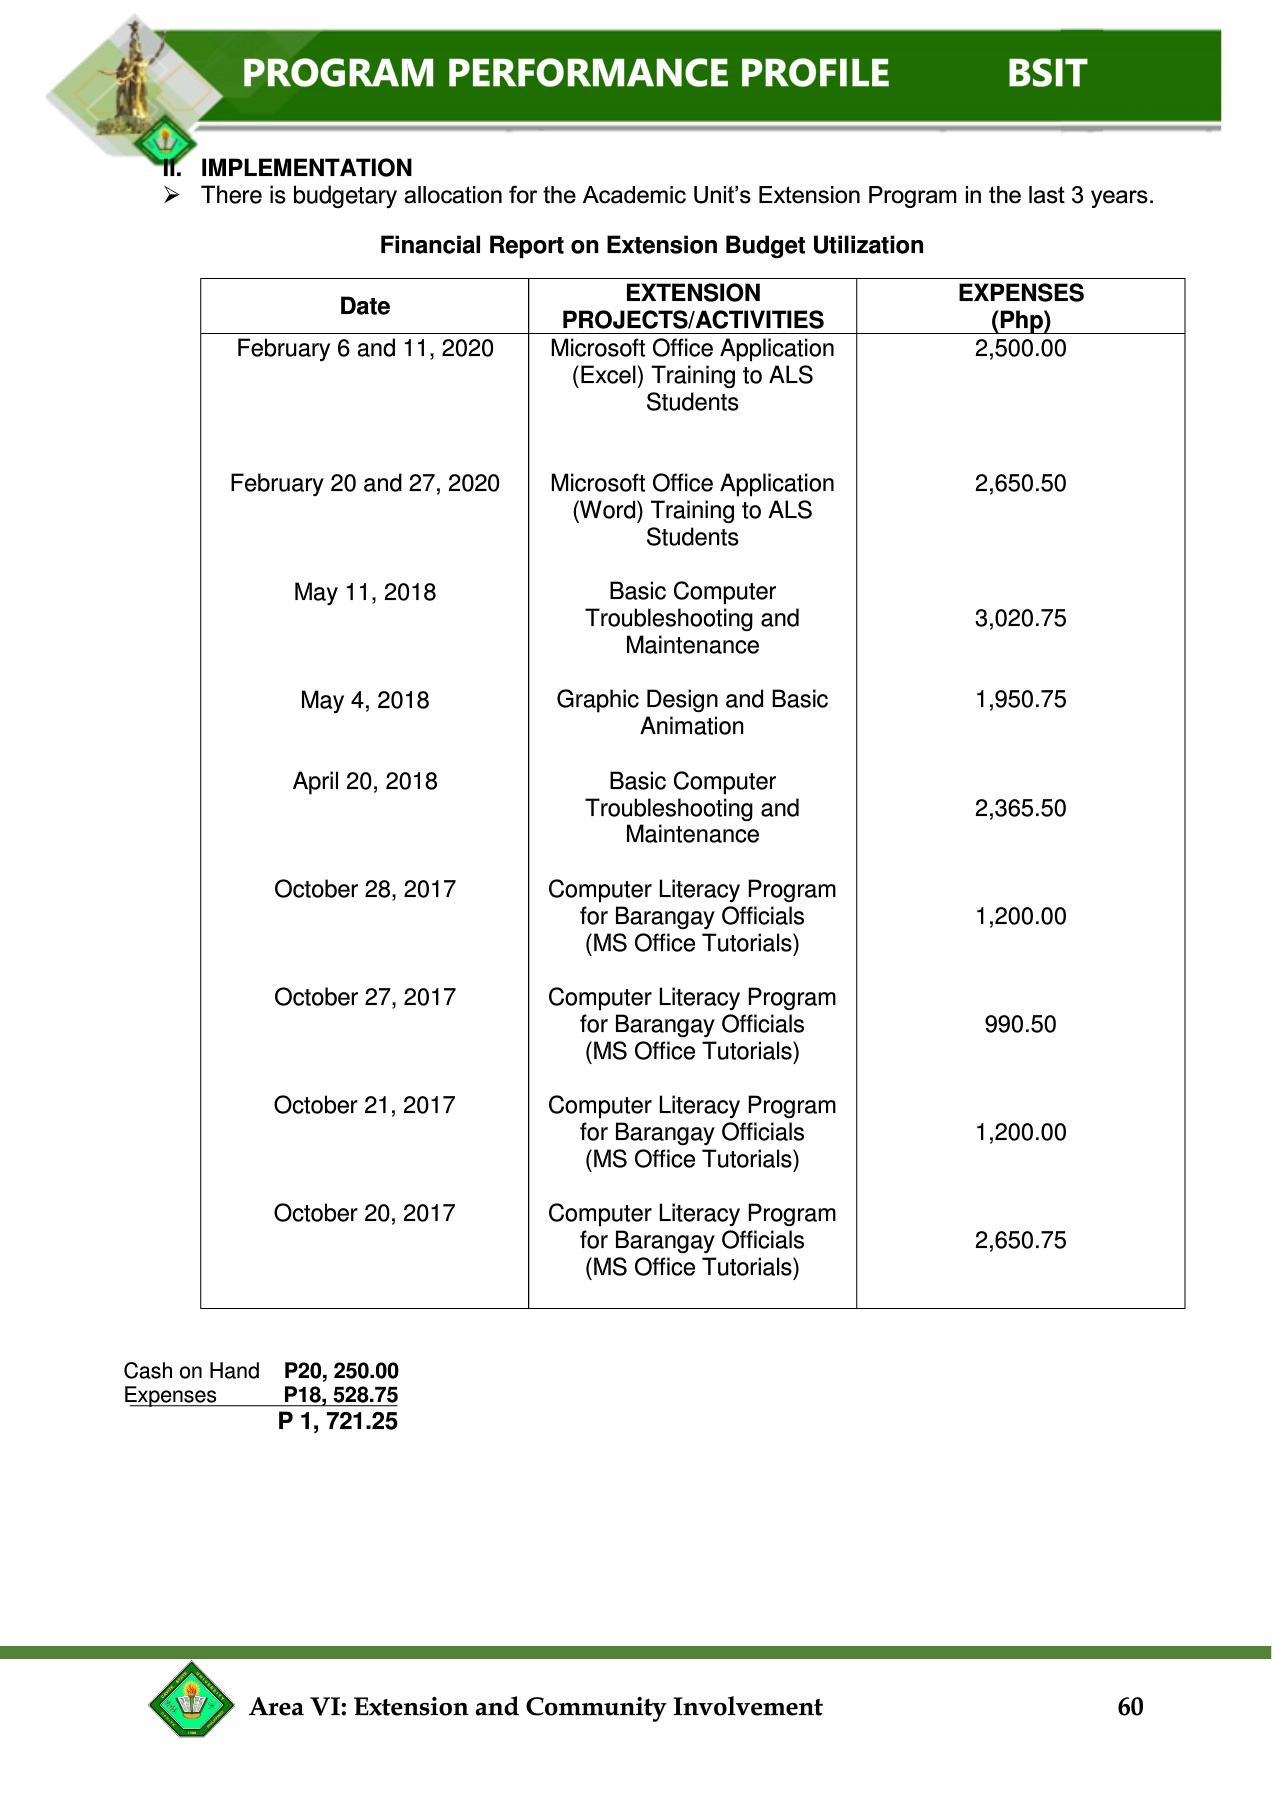 PROGRAM PERFORMANCE PROFILE BSIT
II. IMPLEMENTATION
➢ There is budgetary allocation for the Academic Unit's Extension Program in the last 3 years.
Financial Report on Extension Budget Utilization
Date EXTENSION PROJECTS/ACTIVITIES EXPENSES (Php)
February 6 and 11, 2020 Microsoft Office Application 2,500.00
(Excel) Training to ALS
Students
February 20 and 27, 2020 Microsoft Office Application 2,650.50
(Word) Training to ALS
Students
May 11, 2018 Basic Computer
Troubleshooting and 3,020.75
Maintenance
May 4, 2018 Graphic Design and Basic 1,950.75
Animation
April 20, 2018 Basic Computer
Troubleshooting and 2,365.50
Maintenance
October 28, 2017 Computer Literacy Program
for Barangay Officials 1,200.00
(MS Office Tutorials)
October 27, 2017 Computer Literacy Program
for Barangay Officials 990.50
(MS Office Tutorials)
October 21, 2017 Computer Literacy Program
for Barangay Officials 1,200.00
(MS Office Tutorials)
October 20, 2017 Computer Literacy Program
for Barangay Officials 2,650.75
(MS Office Tutorials)
Cash on Hand P20, 250.00
Expenses P18, 528.75
P 1, 721.25
Area VI: Extension and Community Involvement 60